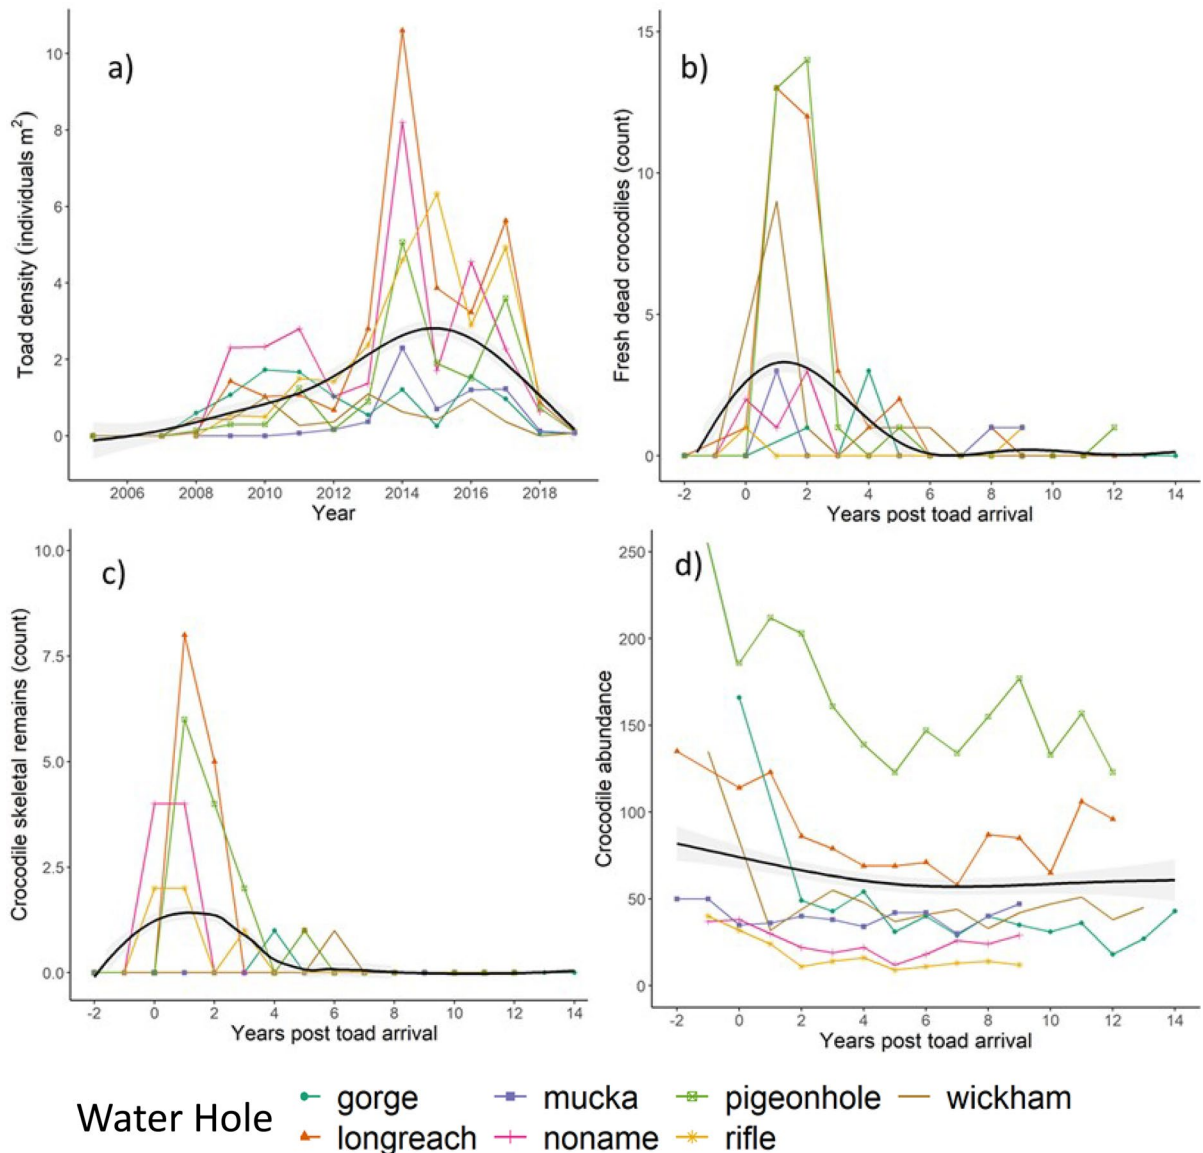 a)
Toad density (individuals m²)
10
8
6
4
2
0
2006 2008 2010 2012 2014 2016 2018
Year
b)
Fresh dead crocodiles (count)
15
10
5
0
-2 0 2 4 6 8 10 12 14
Years post toad arrival
c)
Crocodile skeletal remains (count)
10.0
7.5
5.0
2.5
0.0
-2 0 2 4 6 8 10 12 14
Years post toad arrival
d)
Crocodile abundance
250
200
150
100
50
0
-2 0 2 4 6 8 10 12 14
Years post toad arrival
Water Hole
gorge mucka pigeonhole wickham
longreach noname rifle